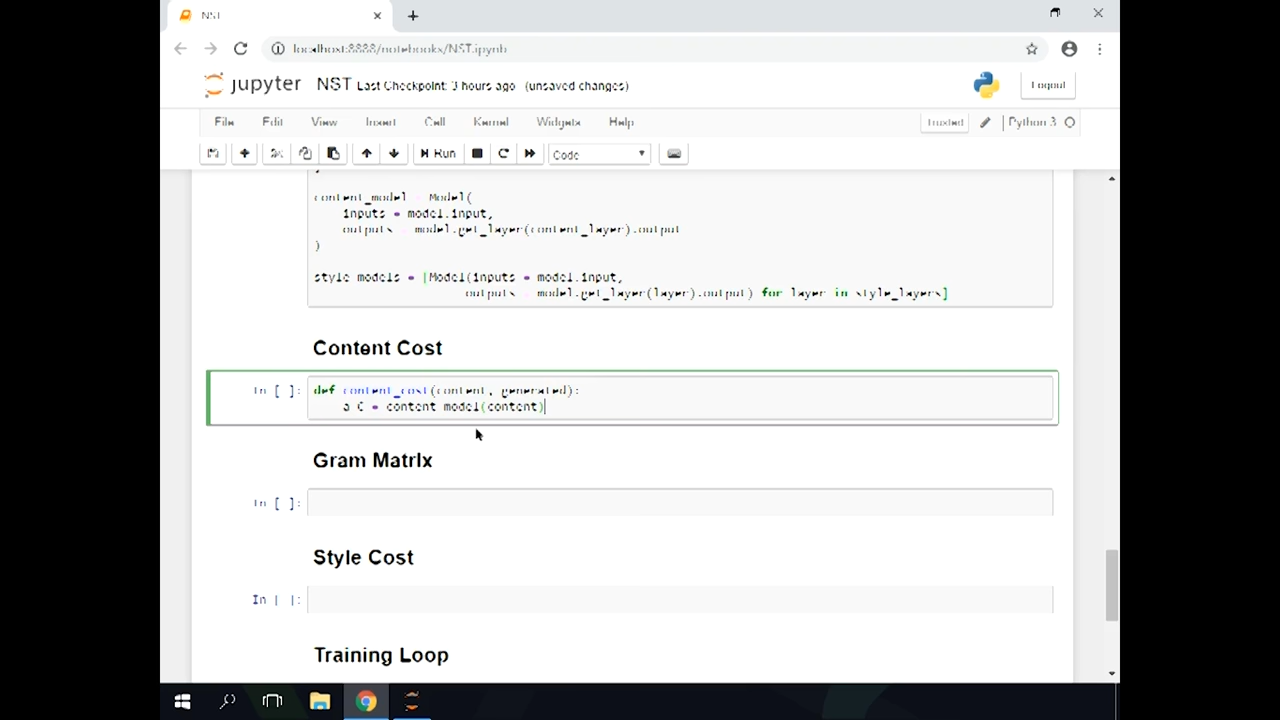 NST
localhost:8888/notebooks/NST.ipynb
jupyter NST Last Checkpoint: 3 hours ago (unsaved changes)
Logout
File Edit View Insert Cell Kernel Widgets Help
Trusted Python 3
Run Code
content_model = Model(
inputs = model.input,
outputs = model.get_layer(content_layer).output
)
style_models = [Model(inputs = model.input,
outputs = model.get_layer(layer).output) for layer in style_layers]
Content Cost
In [ ]: def content_cost(content, generated):
a_C = content_model(content)
Gram Matrix
In [ ]:
Style Cost
In [ ]:
Training Loop